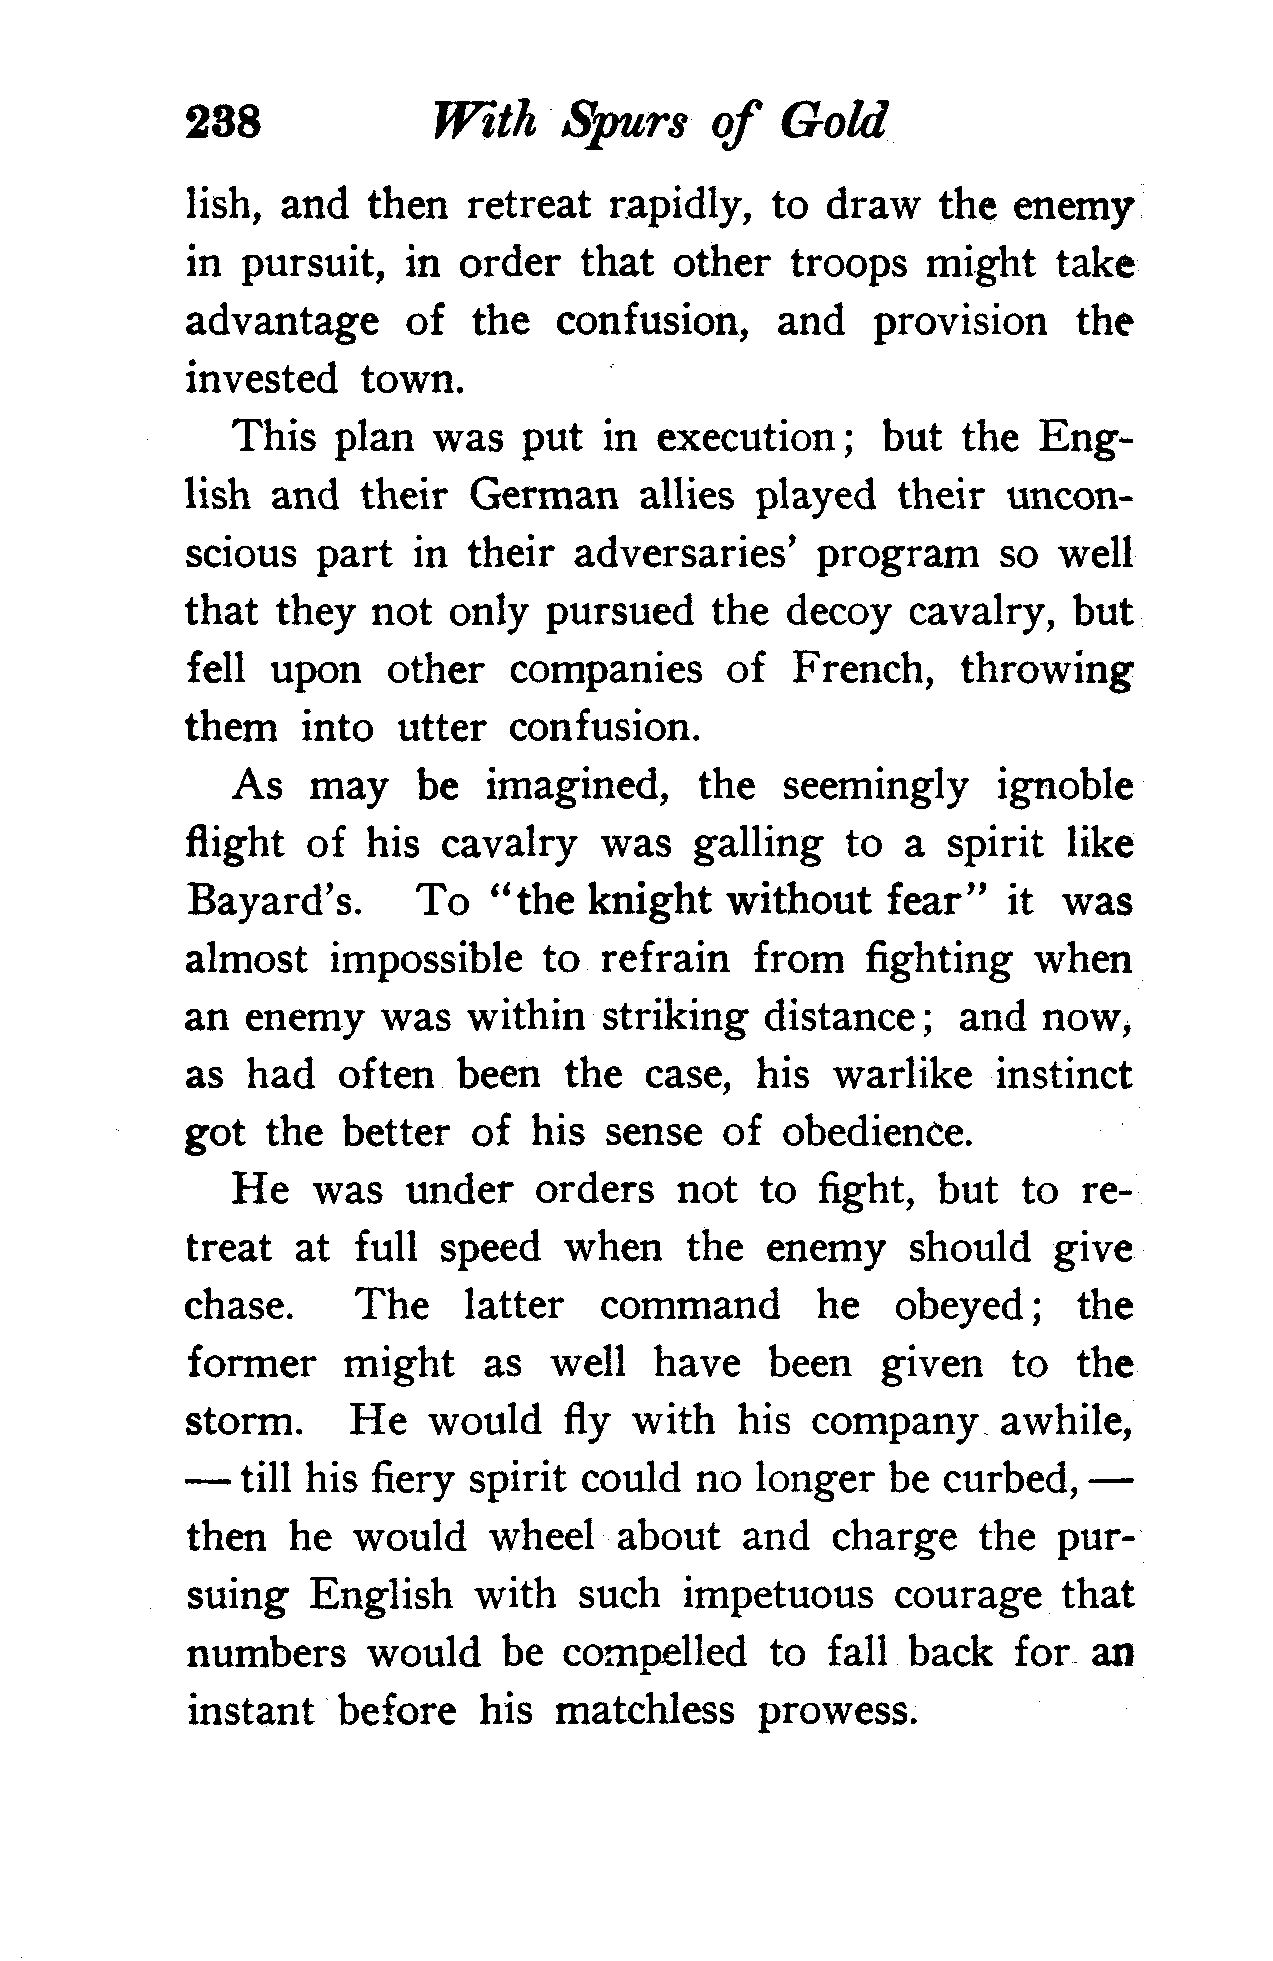 238 With Spurs of Gold
lish, and then retreat rapidly, to draw the enemy
in pursuit, in order that other troops might take
advantage of the confusion, and provision the
invested town.
This plan was put in execution; but the Eng-
lish and their German allies played their uncon-
scious part in their adversaries' program so well
that they not only pursued the decoy cavalry, but
fell upon other companies of French, throwing
them into utter confusion.
As may be imagined, the seemingly ignoble
flight of his cavalry was galling to a spirit like
Bayard's. To "the knight without fear" it was
almost impossible to refrain from fighting when
an enemy was within striking distance; and now,
as had often been the case, his warlike instinct
got the better of his sense of obedience.
He was under orders not to fight, but to re-
treat at full speed when the enemy should give
chase. The latter command he obeyed; the
former might as well have been given to the
storm. He would fly with his company awhile,
— till his fiery spirit could no longer be curbed, —
then he would wheel about and charge the pur-
suing English with such impetuous courage that
numbers would be compelled to fall back for an
instant before his matchless prowess.